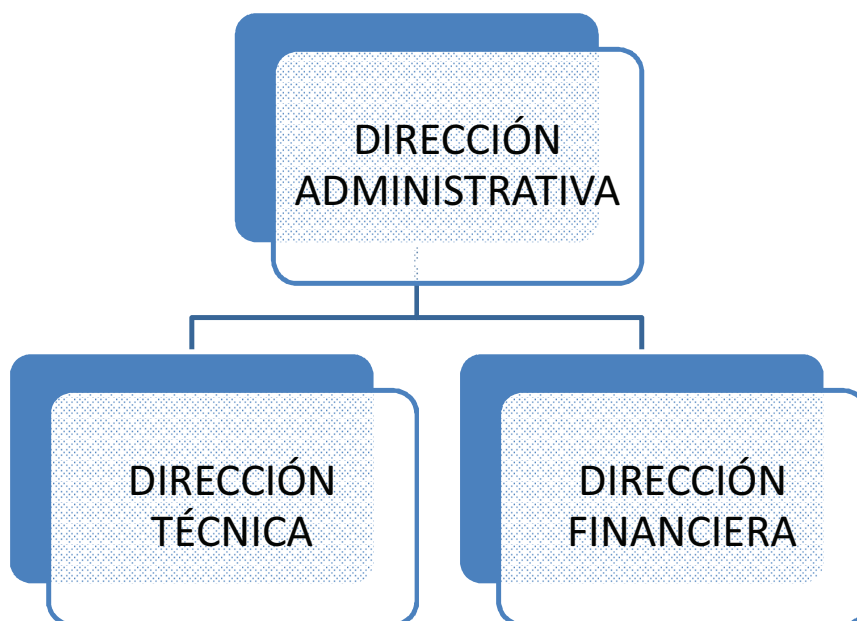 DIRECCIÓN
ADMINISTRATIVA
DIRECCIÓN
TÉCNICA
DIRECCIÓN
FINANCIERA